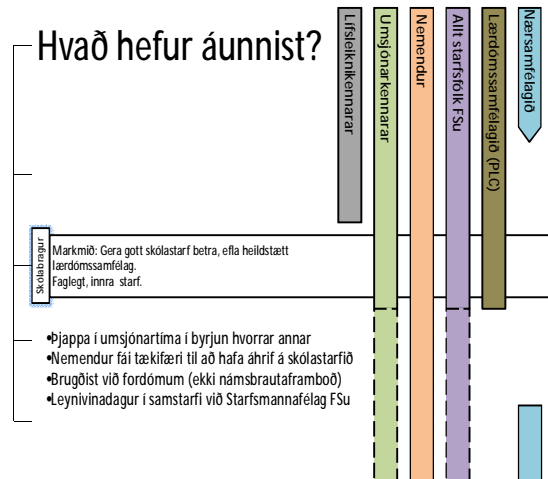 Hvað hefur áunnist?
Lífsleiknikennarar
Umsjónarkennarar
Nemendur
Allt starfsfólk FSu
Lærdómssamfélagið (PLC)
Nærsamfélagið
Skólabragur
Markmið: Gera gott skólastarf betra, efla heildstætt
lærdómssamfélag.
Faglegt, innra starf.
•Þjappa í umsjónartíma í byrjun hvorrar annar
•Nemendur fái tækifæri til að hafa áhrif á skólastarfið
•Brugðist við fordómum (ekki námsbrautaframboð)
•Leynivinadagur í samstarfi við Starfsmannafélag FSu